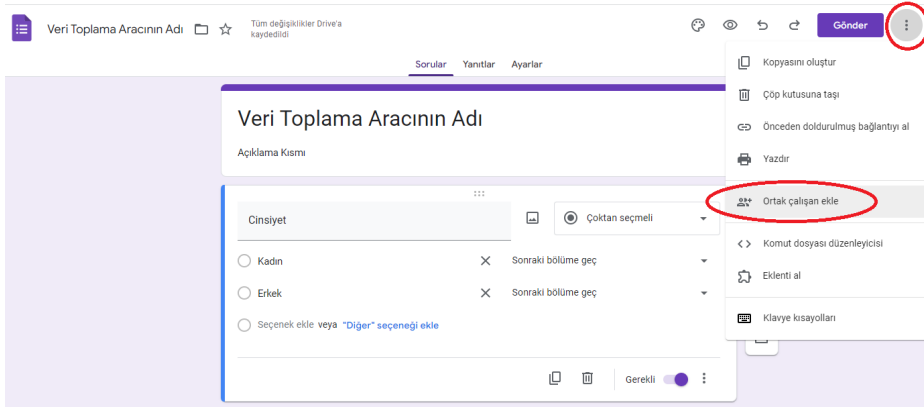 Veri Toplama Aracının Adı
Tüm değişiklikler Drive'a
kaydedildi
Gönder
Sorular Yanıtlar Ayarlar
Veri Toplama Aracının Adı
Açıklama Kısmı
Cinsiyet
Çoktan seçmeli
Kadın
Sonraki bölüme geç
Erkek
Sonraki bölüme geç
Seçenek ekle veya "Diğer" seçeneği ekle
Gerekli
Kopyasını oluştur
Çöp kutusuna taşı
Önceden doldurulmuş bağlantıyı al
Yazdır
Ortak çalışan ekle
Komut dosyası düzenleyicisi
Eklenti al
Klavye kısayolları